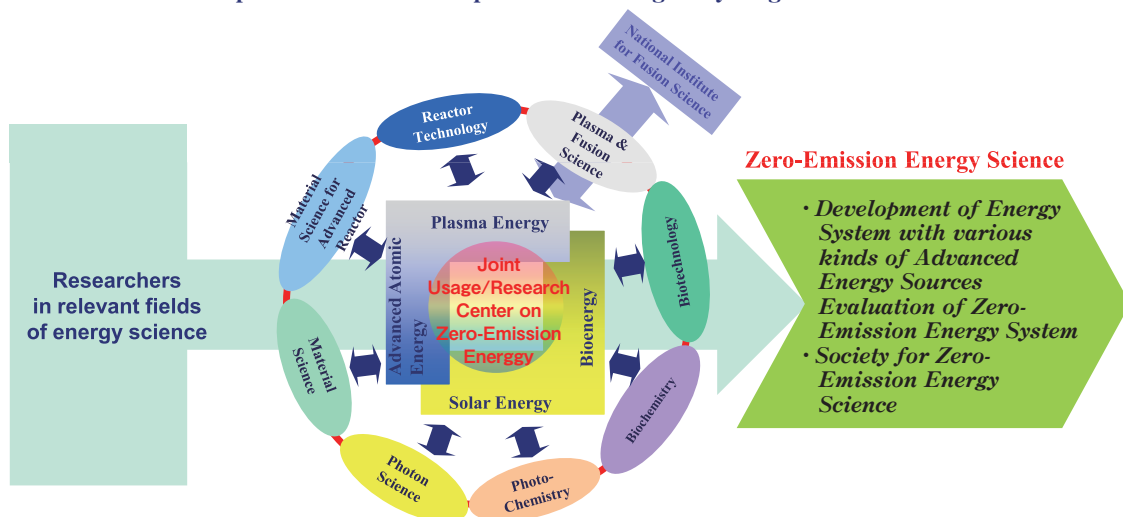 National Institute
for Fusion Science
Reactor
Technology
Plasma &
Fusion
Science
Zero-Emission Energy Science
Material
Science for
Advanced
Reactor
Plasma Energy
Biotechnology
• Development of Energy
System with various
kinds of Advanced
Energy Sources
Evaluation of Zero-
Emission Energy System
• Society for Zero-
Emission Energy
Science
Researchers
in relevant fields
of energy science
Advanced Atomic
Energy
Joint
Usage/Research
Center on
Zero-Emission
Energgy
Bioenergy
Material
Science
Solar Energy
Biochemistry
Photon
Science
Photo-
Chemistry